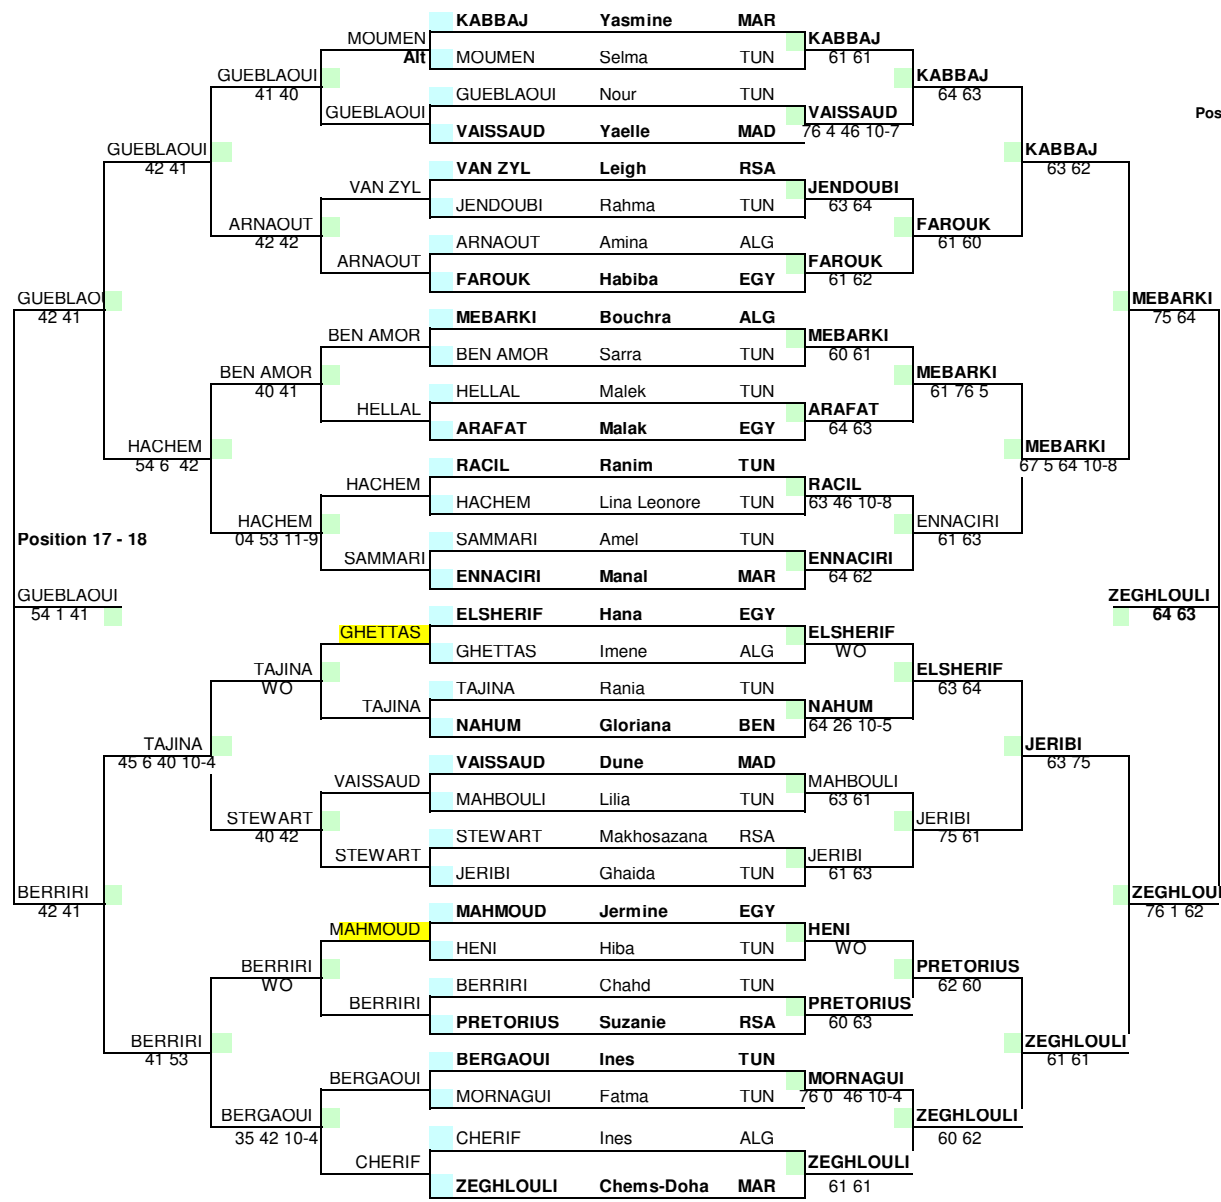 KABBAJ Yasmine MAR
MOUMEN KABBAJ
Alt MOUMEN Selma TUN 61 61
GUEBLAOUI KABBAJ
41 40 GUEBLAOUI Nour TUN 64 63
GUEBLAOUI VAISSAUD Pos
VAISSAUD Yaelle MAD 76 4 46 10-7
GUEBLAOUI KABBAJ
42 41 VAN ZYL Leigh RSA 63 62
VAN ZYL JENDOUBI
JENDOUBI Rahma TUN 63 64
ARNAOUT FAROUK
42 42 ARNAOUT Amina ALG 61 60
ARNAOUT FAROUK
FAROUK Habiba EGY 61 62
GUEBLAOUI MEBARKI
42 41 MEBARKI Bouchra ALG 75 64
BEN AMOR MEBARKI
BEN AMOR Sarra TUN 60 61
BEN AMOR MEBARKI
40 41 HELLAL Malek TUN 61 76 5
HELLAL ARAFAT
ARAFAT Malak EGY 64 63
HACHEM MEBARKI
54 6 42 RACIL Ranim TUN 67 5 64 10-8
HACHEM RACIL
HACHEM Lina Leonore TUN 63 46 10-8
HACHEM ENNACIRI
Position 17 - 18 04 53 11-9 SAMMARI Amel TUN 61 63
SAMMARI ENNACIRI
ENNACIRI Manal MAR 64 62
GUEBLAOUI ZEGHLOULI
54 1 41 ELSHERIF Hana EGY 64 63
GHETTAS ELSHERIF
GHETTAS Imene ALG WO
TAJINA ELSHERIF
WO TAJINA Rania TUN 63 64
TAJINA NAHUM
NAHUM Gloriana BEN 64 26 10-5
TAJINA JERIBI
45 6 40 10-4 VAISSAUD Dune MAD 63 75
VAISSAUD MAHBOULI
MAHBOULI Lilia TUN 63 61
STEWART JERIBI
40 42 STEWART Makhosazana RSA 75 61
STEWART JERIBI
JERIBI Ghaida TUN 61 63
BERRIRI ZEGHLOU
42 41 MAHMOUD Jermine EGY 76 1 62
MAHMOUD HENI
HENI Hiba TUN WO
BERRIRI PRETORIUS
WO BERRIRI Chahd TUN 62 60
BERRIRI PRETORIUS
PRETORIUS Suzanie RSA 60 63
BERRIRI ZEGHLOULI
41 53 BERGAOUI Ines TUN 61 61
BERGAOUI MORNAGUI
MORNAGUI Fatma TUN 76 0 46 10-4
BERGAOUI ZEGHLOULI
35 42 10-4 CHERIF Ines ALG 60 62
CHERIF ZEGHLOULI
ZEGHLOULI Chems-Doha MAR 61 61